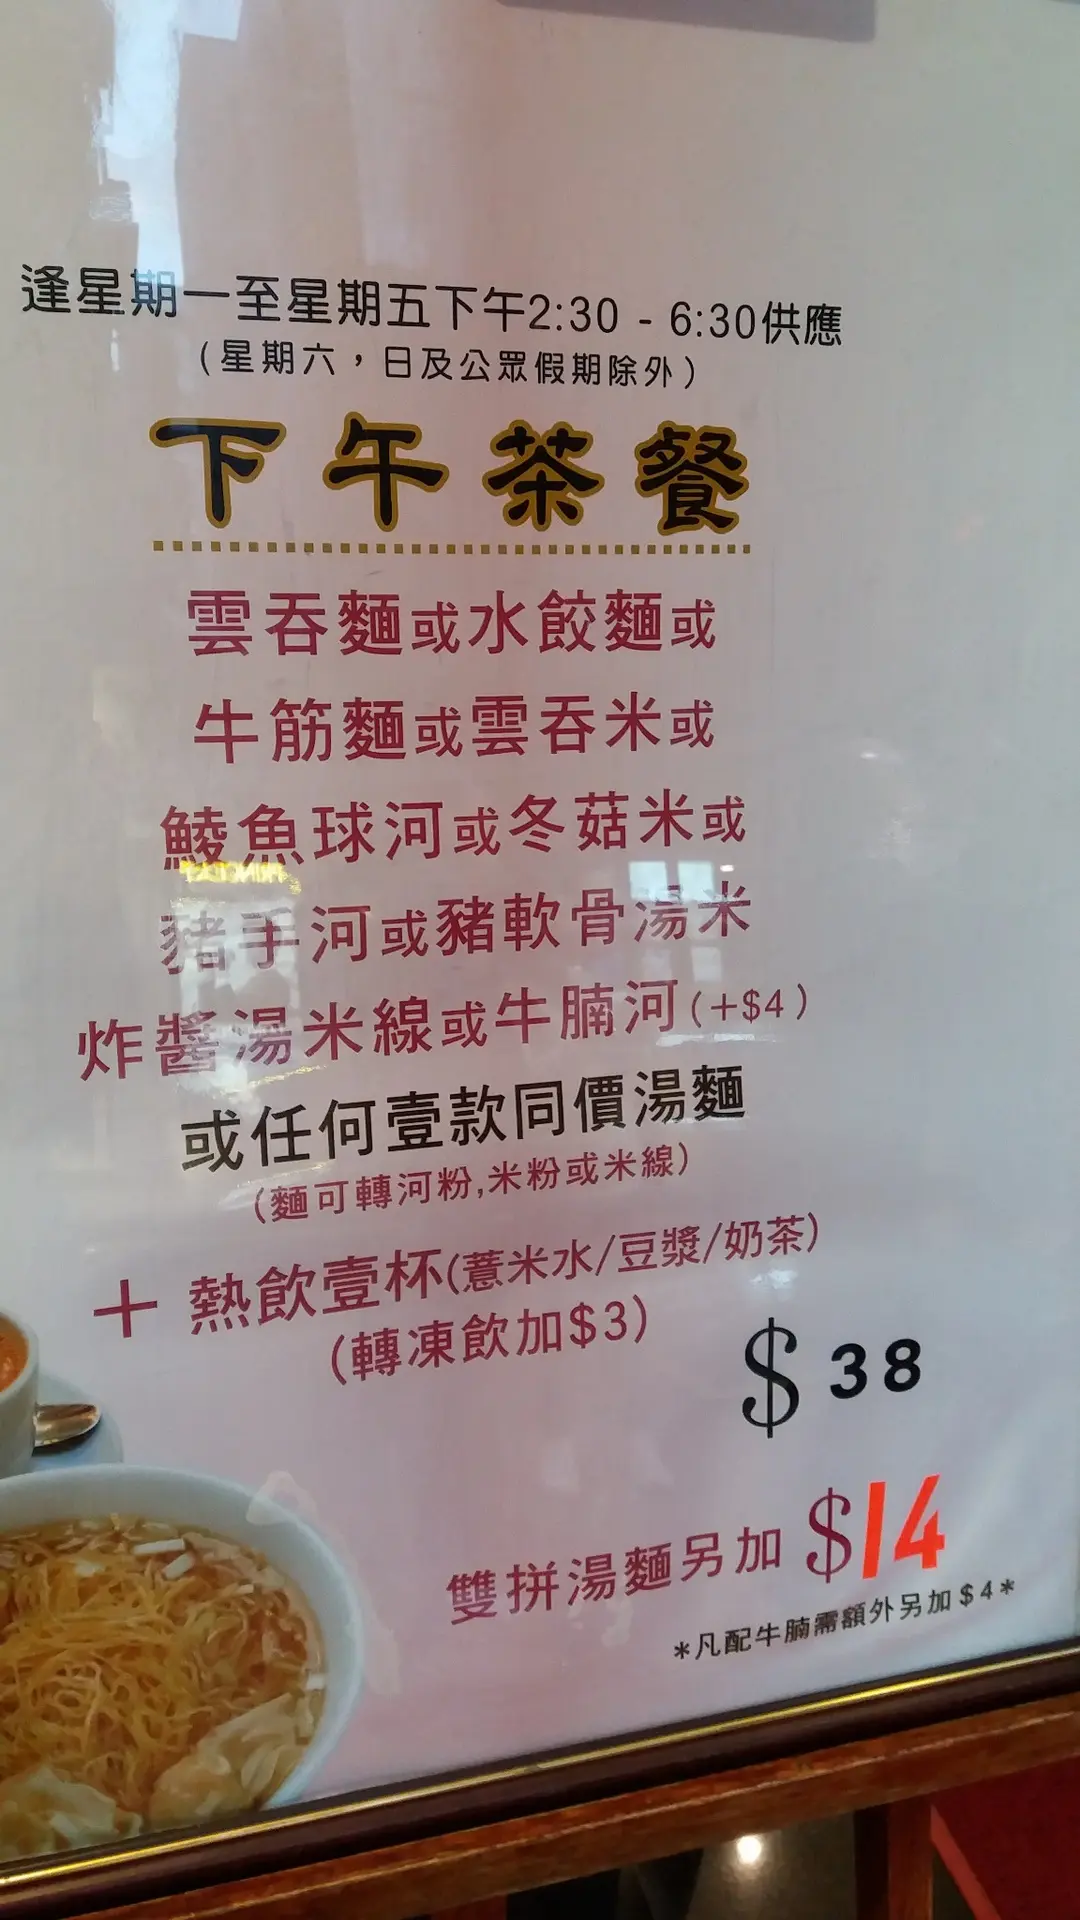 逢星期一至星期五下午2:30 - 6:30供應
(星期六，日及公眾假期除外)
下午茶餐
雲吞麵或水餃麵或
牛筋麵或雲吞米或
鯪魚球河或冬菇米或
豬手河或豬軟骨湯米
炸醬湯米線或牛腩河(+$4)
或任何壹款同價湯麵
(麵可轉河粉,米粉或米線)
+ 熱飲壹杯(薏米水/豆漿/奶茶)
(轉凍飲加$3)
$38
雙拼湯麵另加 $14
*凡配牛腩需額外另加$4*